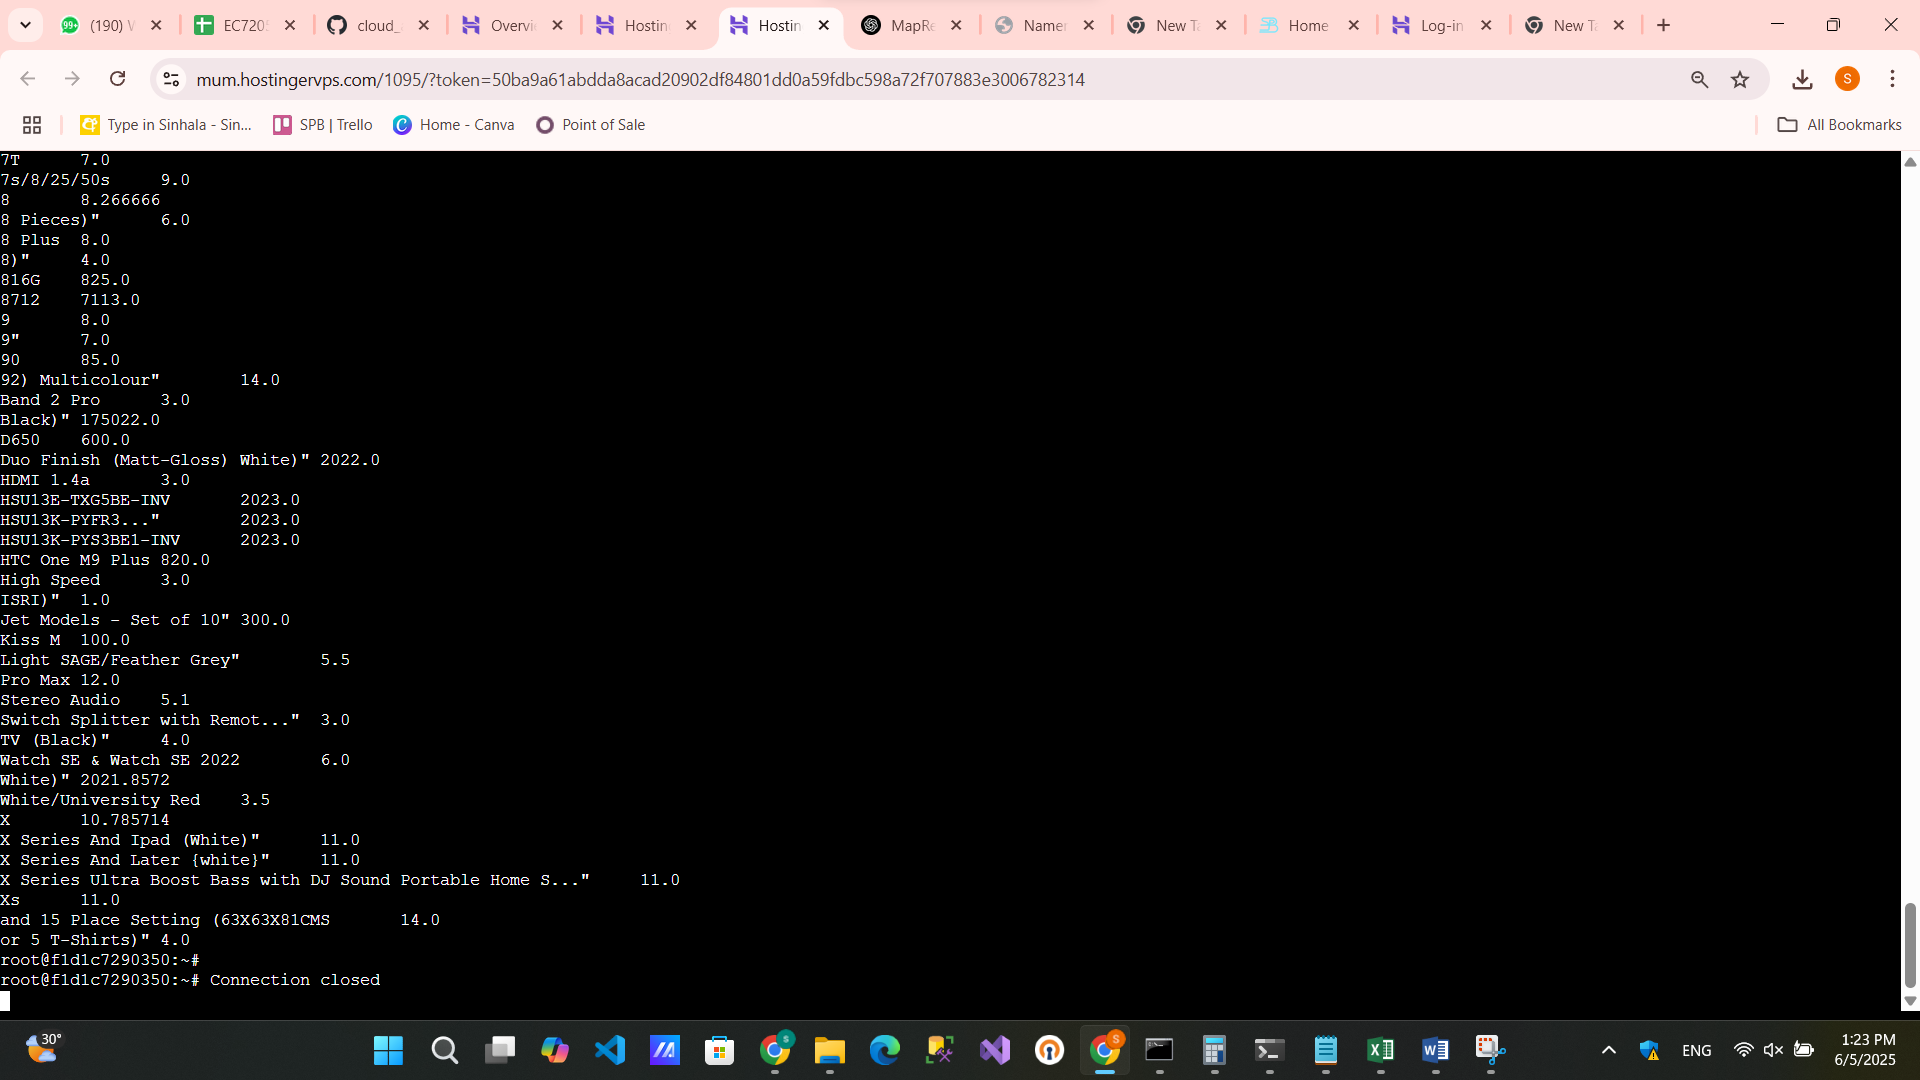 99+
(190) W
EC7205
cloud_
Overvi
Hostin
Hostin
MapRe
Namer
New Ta
Home
Log-in
New Ta
mum.hostingervps.com/1095/?token=50ba9a61abdda8acad20902df84801dd0a59fdbc598a72f707883e3006782314
S
Type in Sinhala - Sin...
SPB | Trello
Home - Canva
Point of Sale
All Bookmarks
7T 7.0
7s/8/25/50s 9.0
8 8.266666
8 Pieces)" 6.0
8 Plus 8.0
8)" 4.0
816G 825.0
8712 7113.0
9 8.0
9" 7.0
90 85.0
92) Multicolour" 14.0
Band 2 Pro 3.0
Black)" 175022.0
D650 600.0
Duo Finish (Matt-Gloss) White)" 2022.0
HDMI 1.4a 3.0
HSU13E-TXG5BE-INV 2023.0
HSU13K-PYFR3..." 2023.0
HSU13K-PYS3BE1-INV 2023.0
HTC One M9 Plus 820.0
High Speed 3.0
ISRI)" 1.0
Jet Models - Set of 10" 300.0
Kiss M 100.0
Light SAGE/Feather Grey" 5.5
Pro Max 12.0
Stereo Audio 5.1
Switch Splitter with Remot..." 3.0
TV (Black)" 4.0
Watch SE & Watch SE 2022 6.0
White)" 2021.8572
White/University Red 3.5
X 10.785714
X Series And Ipad (White)" 11.0
X Series And Later {white}" 11.0
X Series Ultra Boost Bass with DJ Sound Portable Home S..." 11.0
Xs 11.0
and 15 Place Setting (63X63X81CMS 14.0
or 5 T-Shirts)" 4.0
root@f1d1c7290350:~#
root@f1d1c7290350:~# Connection closed
30°
S
S
ENG
1:23 PM
6/5/2025